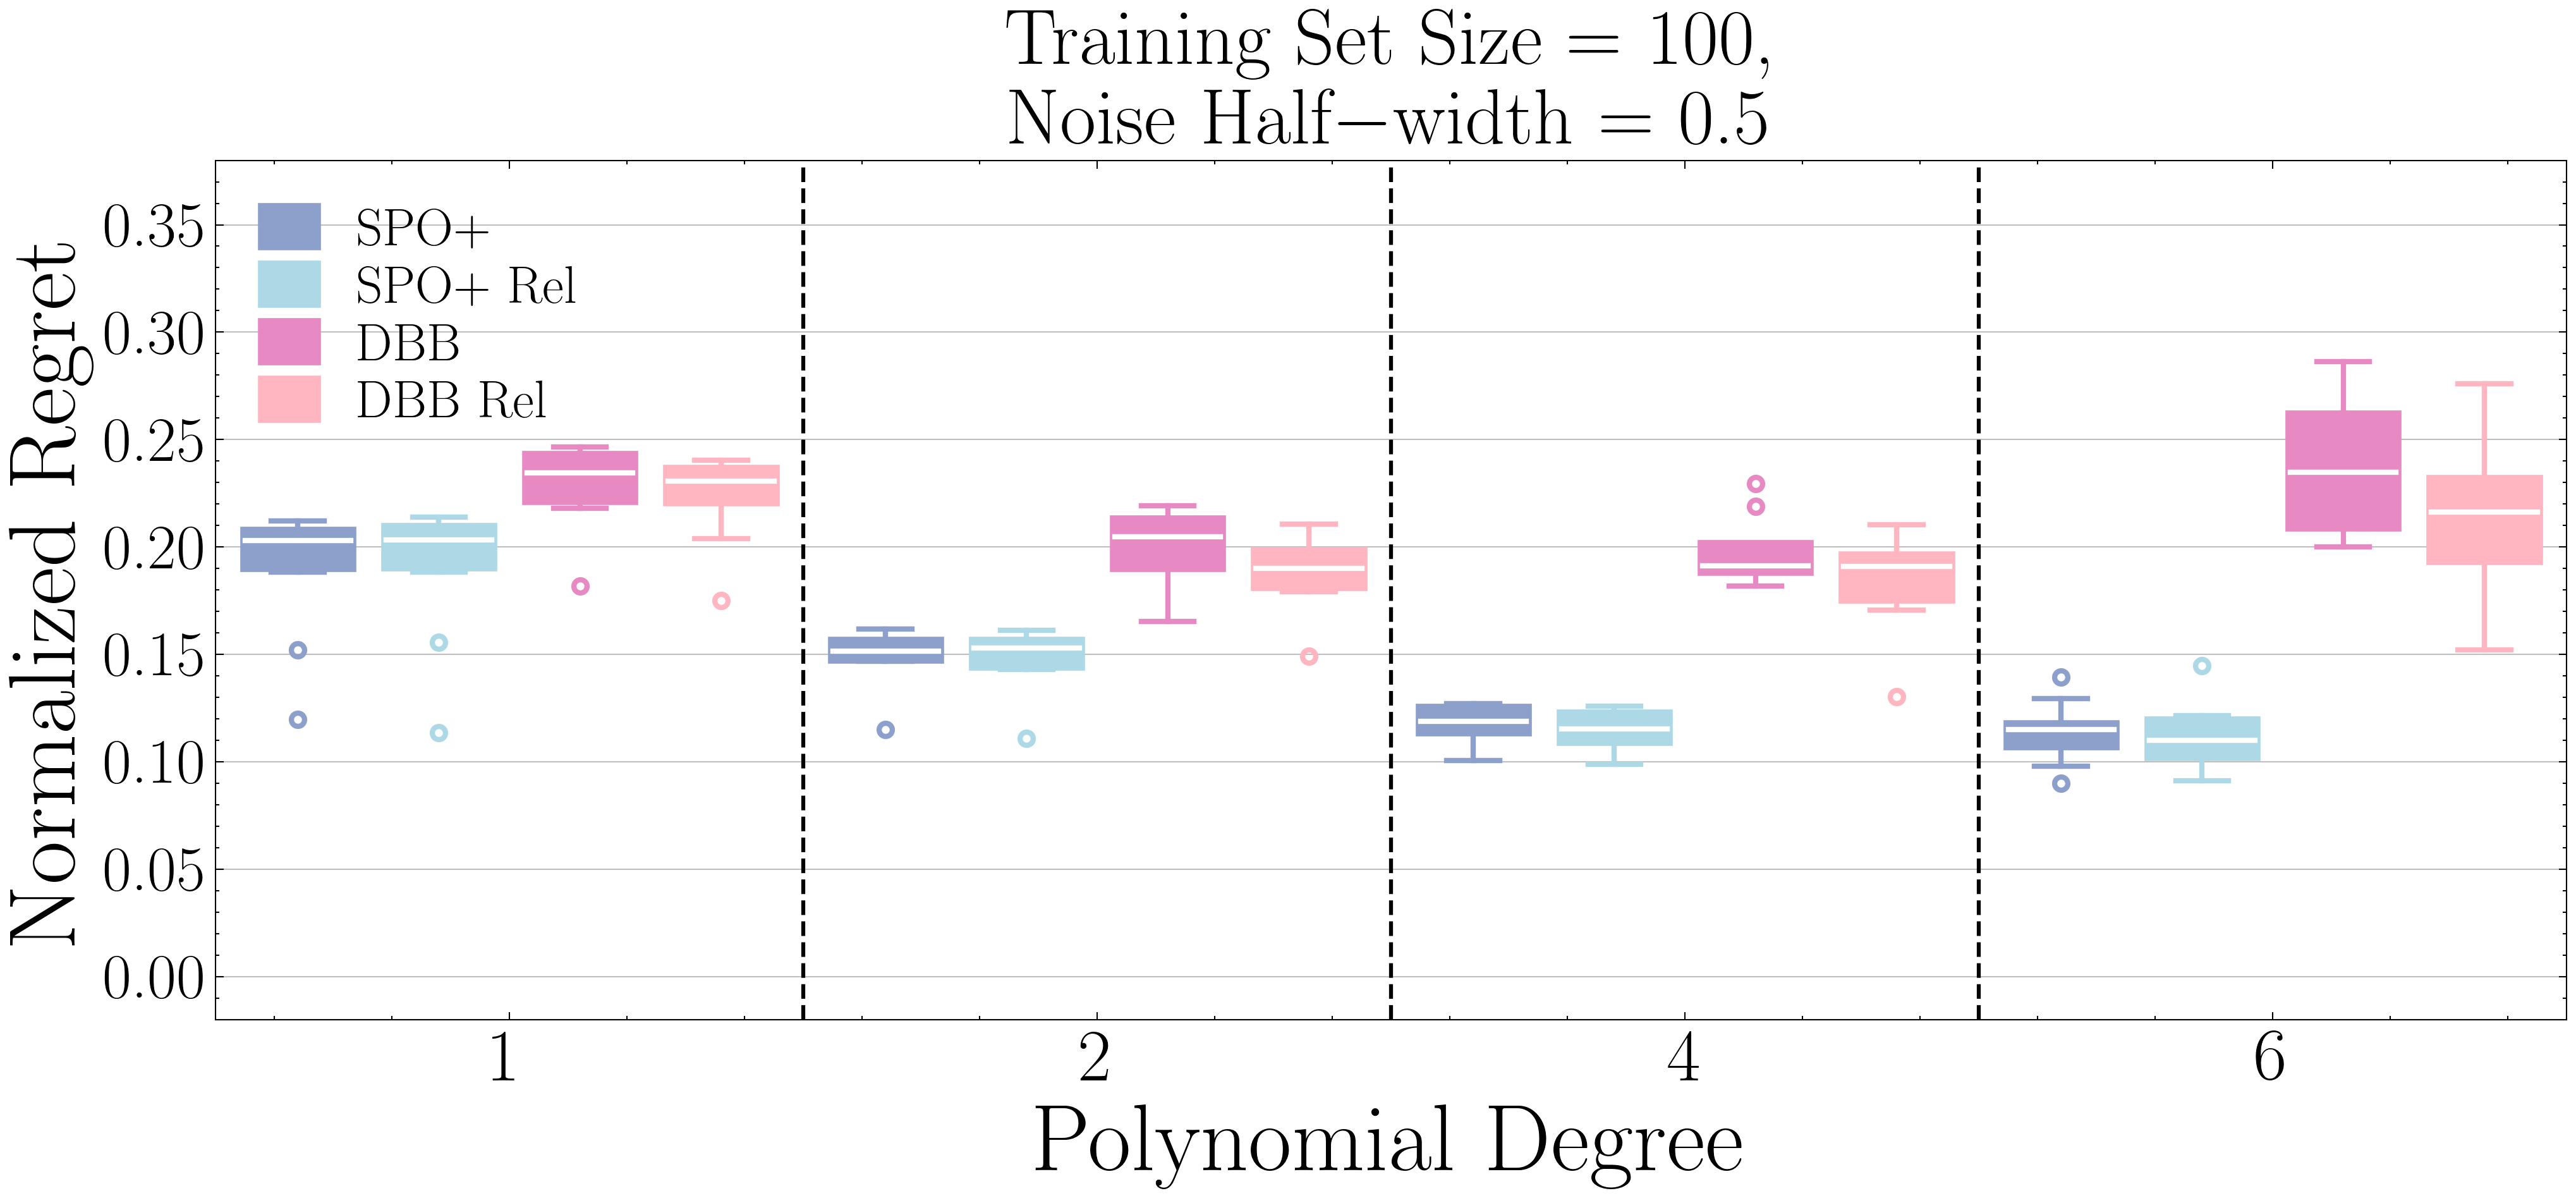 Training Set Size = 100,
Noise Half−width = 0.5
Normalized Regret
0.35
0.30
0.25
0.20
0.15
0.10
0.05
0.00
SPO+
SPO+ Rel
DBB
DBB Rel
1
2
4
6
Polynomial Degree